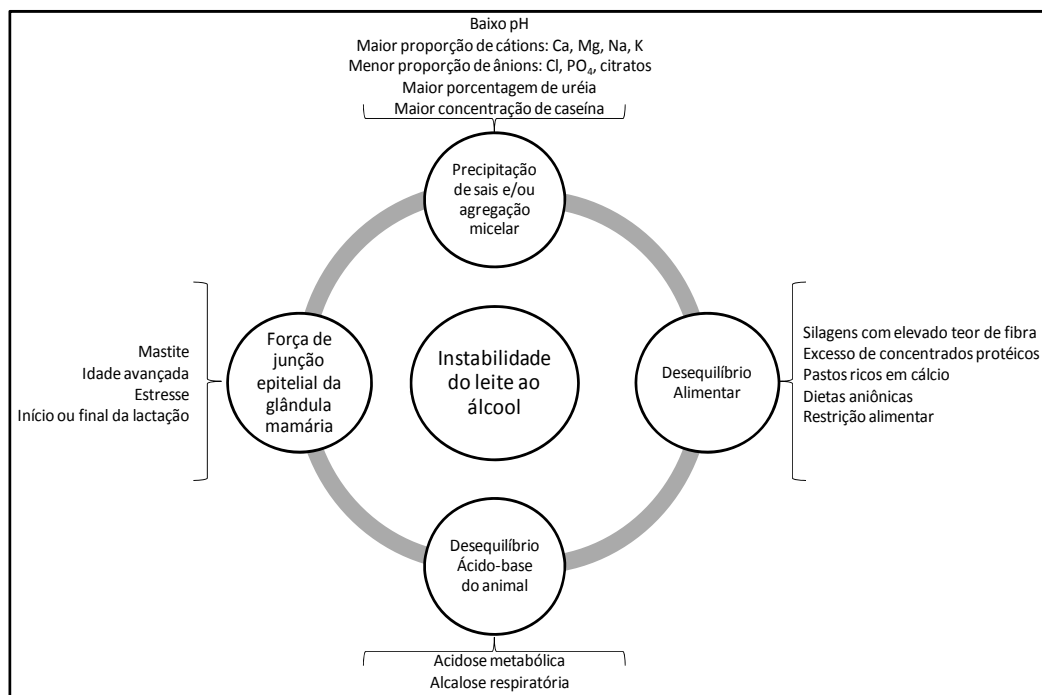 Baixo pH
Maior proporção de cátions: Ca, Mg, Na, K
Menor proporção de ânions: Cl, PO₄, citratos
Maior porcentagem de uréia
Maior concentração de caseína
Precipitação
de sais e/ou
agregação
micelar
Mastite
Idade avançada
Estresse
Início ou final da lactação
Força de
junção
epitelial da
glândula
mamária
Instabilidade
do leite ao
álcool
Desequilíbrio
Alimentar
Silagens com elevado teor de fibra
Excesso de concentrados protéicos
Pastos ricos em cálcio
Dietas aniônicas
Restrição alimentar
Desequilíbrio
Ácido-base
do animal
Acidose metabólica
Alcalose respiratória